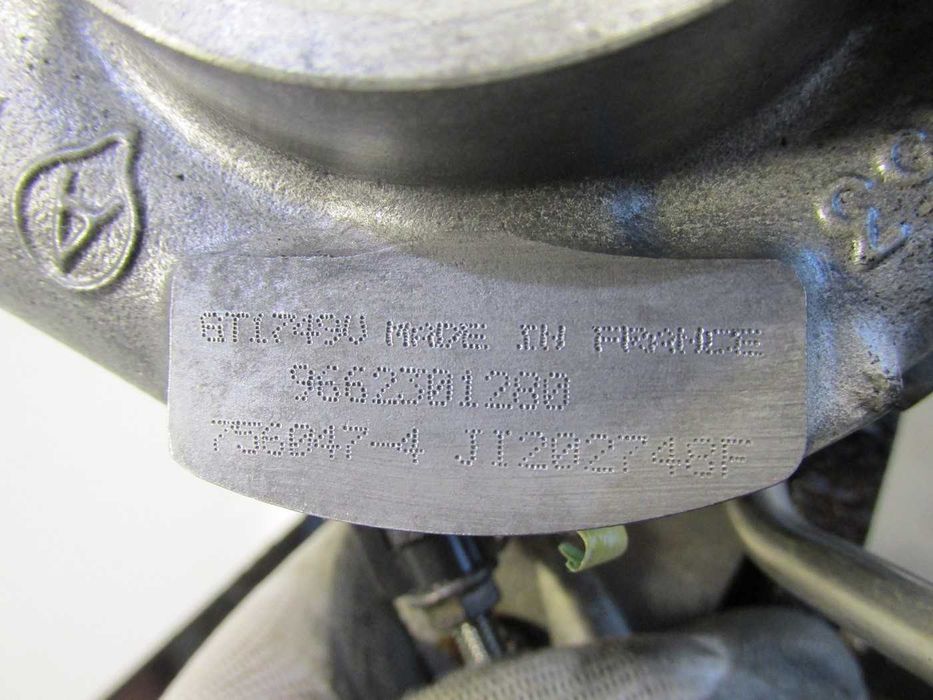 GT1749V MADE IN FRANCE
9662301280
756047-4 JI202748F